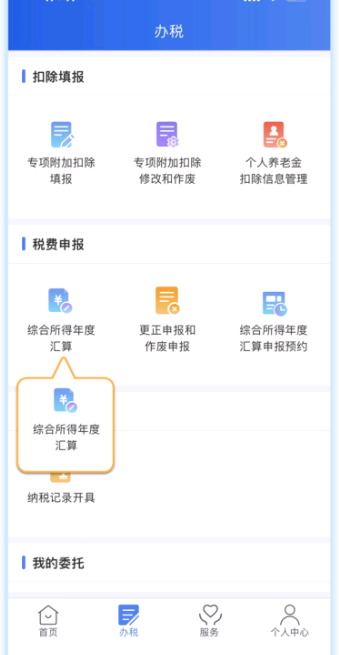 办税
扣除填报
专项附加扣除
填报
专项附加扣除
修改和作废
个人养老金
扣除信息管理
税费申报
综合所得年度
汇算
更正申报和
作废申报
综合所得年度
汇算申报预约
综合所得年度
汇算
纳税记录开具
我的委托
首页
办税
服务
个人中心